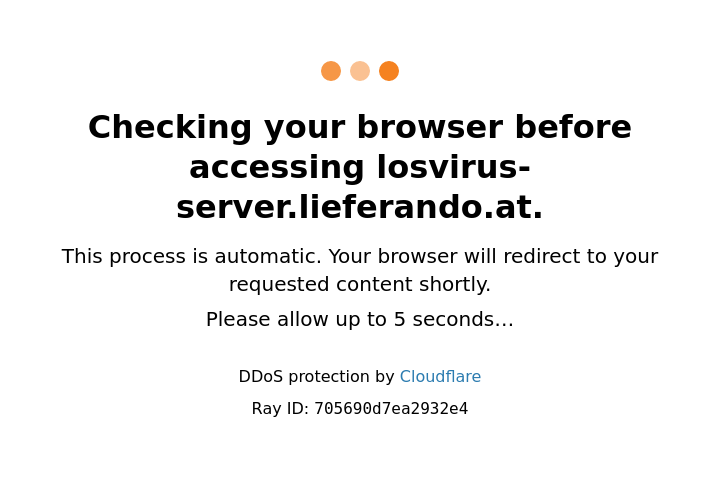 Checking your browser before
accessing losvirus-
server.lieferando.at.
This process is automatic. Your browser will redirect to your
requested content shortly.
Please allow up to 5 seconds…
DDoS protection by Cloudflare
Ray ID: 705690d7ea2932e4